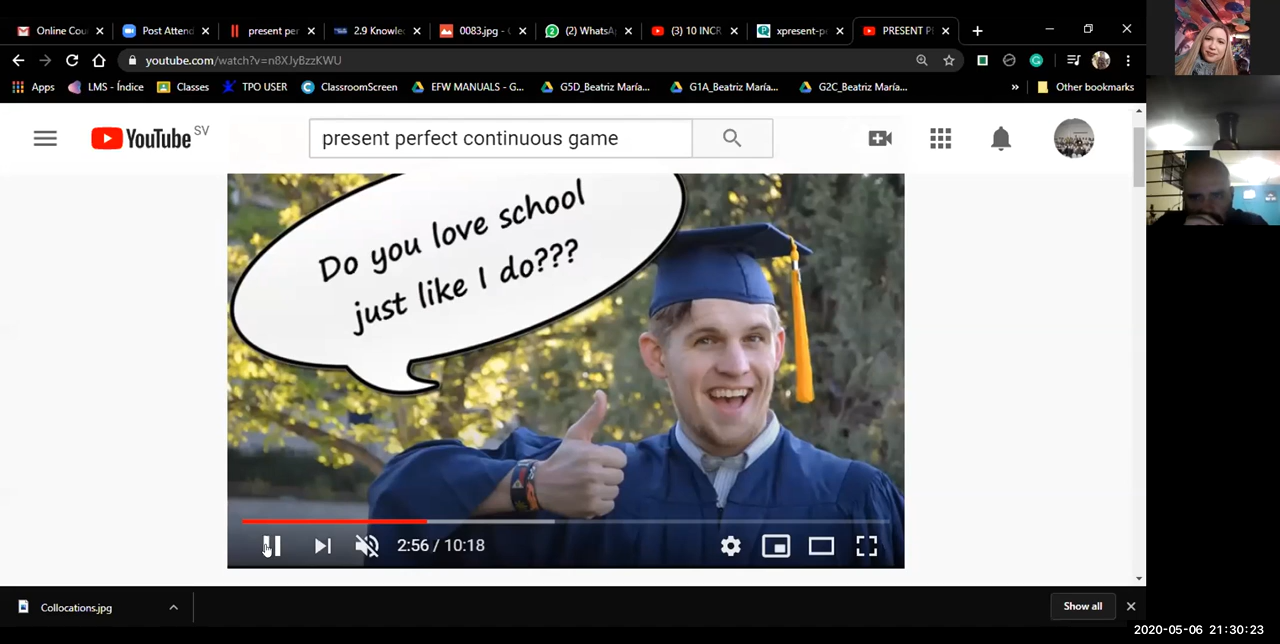 Online Cou
Post Attend
present per
2.9 Knowle
0083.jpg - G
(2) WhatsA
(3) 10 INCR
xpresent-pe
PRESENT P
youtube.com/watch?v=n8XJyBzzKWU
Apps
LMS - Índice
Classes
TPO USER
ClassroomScreen
EFW MANUALS - G...
G5D_Beatriz María...
G1A_Beatriz María...
G2C_Beatriz María...
»
Other bookmarks
YouTube SV
present perfect continuous game
Do you love school
just like I do???
2:56 / 10:18
Collocations.jpg
Show all
2020-05-06 21:30:23